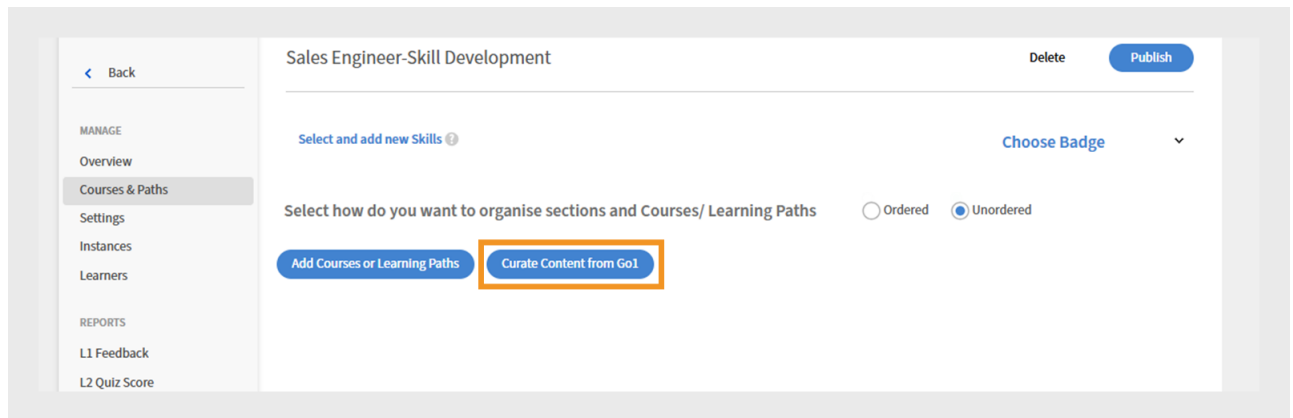 Back
MANAGE
Overview
Courses & Paths
Settings
Instances
Learners
REPORTS
L1 Feedback
L2 Quiz Score
Sales Engineer-Skill Development
Delete
Publish
Select and add new Skills ?
Choose Badge
Select how do you want to organise sections and Courses/ Learning Paths
Ordered
Unordered
Add Courses or Learning Paths
Curate Content from Go1